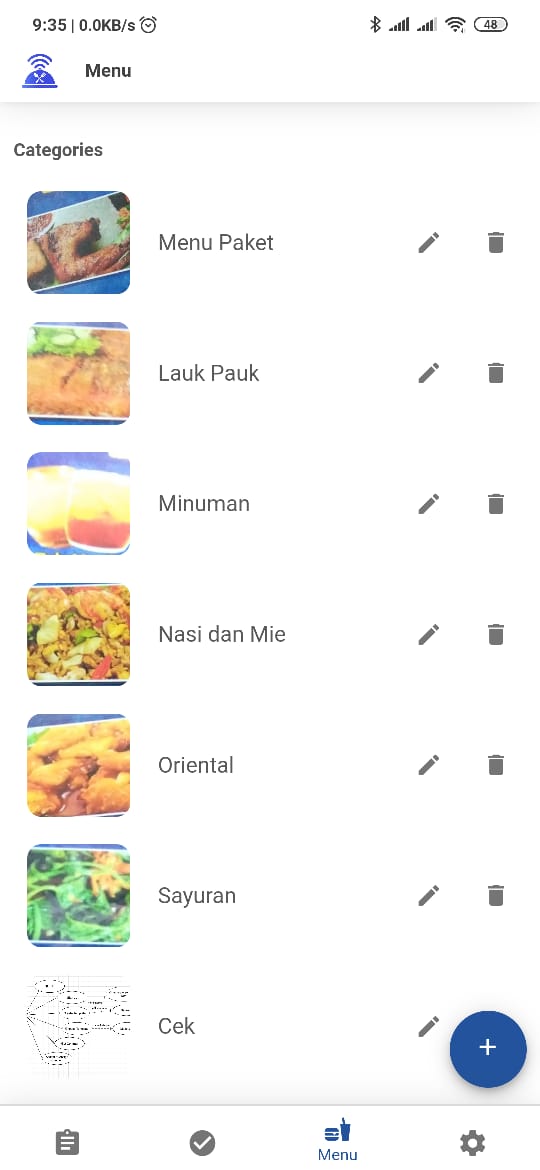 9:35 | 0.0KB/s
48
Menu
Categories
Menu Paket
Lauk Pauk
Minuman
Nasi dan Mie
Oriental
Sayuran
Cek
+
Menu